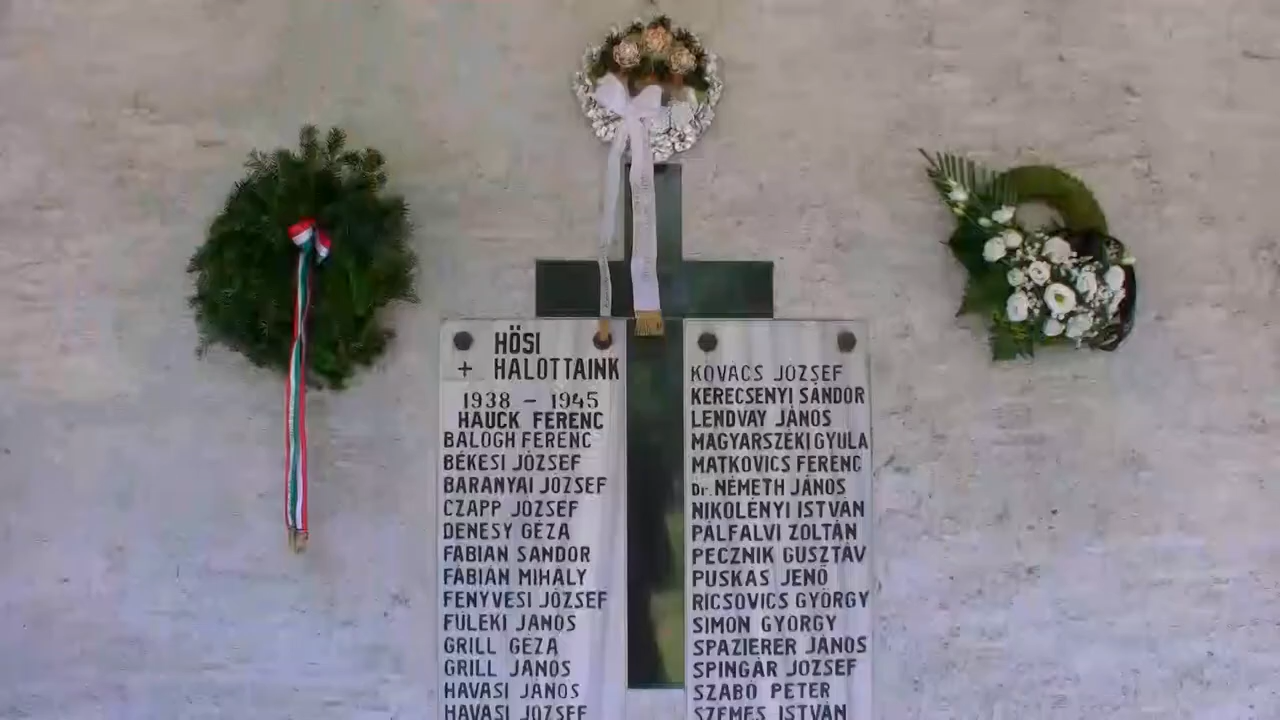 HŐSI
+ HALOTTAINK
1938 - 1945
HAUCK FERENC
BALOGH FERENC
BÉKESI JÓZSEF
BARANYAI JÓZSEF
CZAPP JÓZSEF
DENESY GÉZA
FÁBIÁN SÁNDOR
FÁBIÁN MIHÁLY
FENYVESI JÓZSEF
FÜLEKI JÁNOS
GRILL GÉZA
GRILL JÁNOS
HAVASI JÁNOS
HAVASI JÓZSEF
KOVÁCS JÓZSEF
KERECSENYI SÁNDOR
LENDVAY JÁNOS
MAGYARSZÉKI GYULA
MATKOVICS FERENC
Dr. NÉMETH JÁNOS
NIKOLÉNYI ISTVÁN
PÁLFALVI ZOLTÁN
PECZNIK GUSZTÁV
PUSKÁS JENŐ
RICSOVICS GYÖRGY
SIMON GYÖRGY
SPAZIERER JÁNOS
SPINGÁR JÓZSEF
SZABÓ PÉTER
SZEMES ISTVÁN